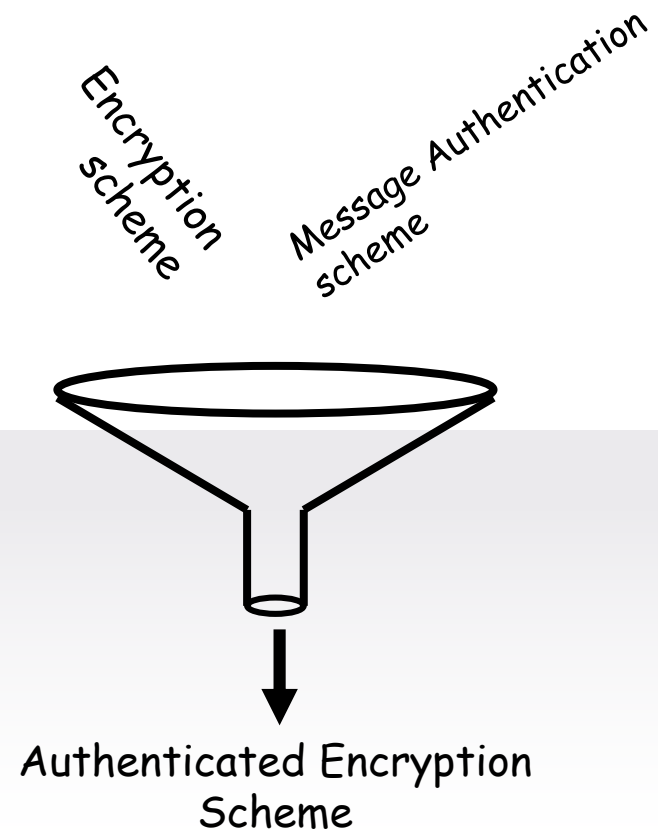 Encryption
scheme
Message Authentication
scheme
Authenticated Encryption
Scheme